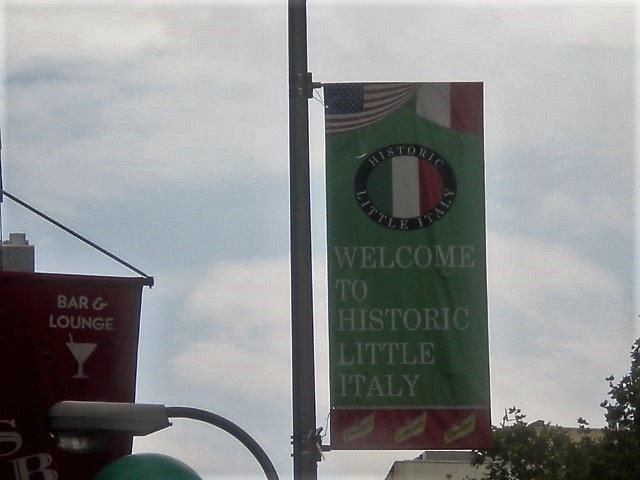 HISTORIC
LITTLE ITALY
WELCOME
TO
HISTORIC
LITTLE
ITALY
BAR &
LOUNGE
S
B